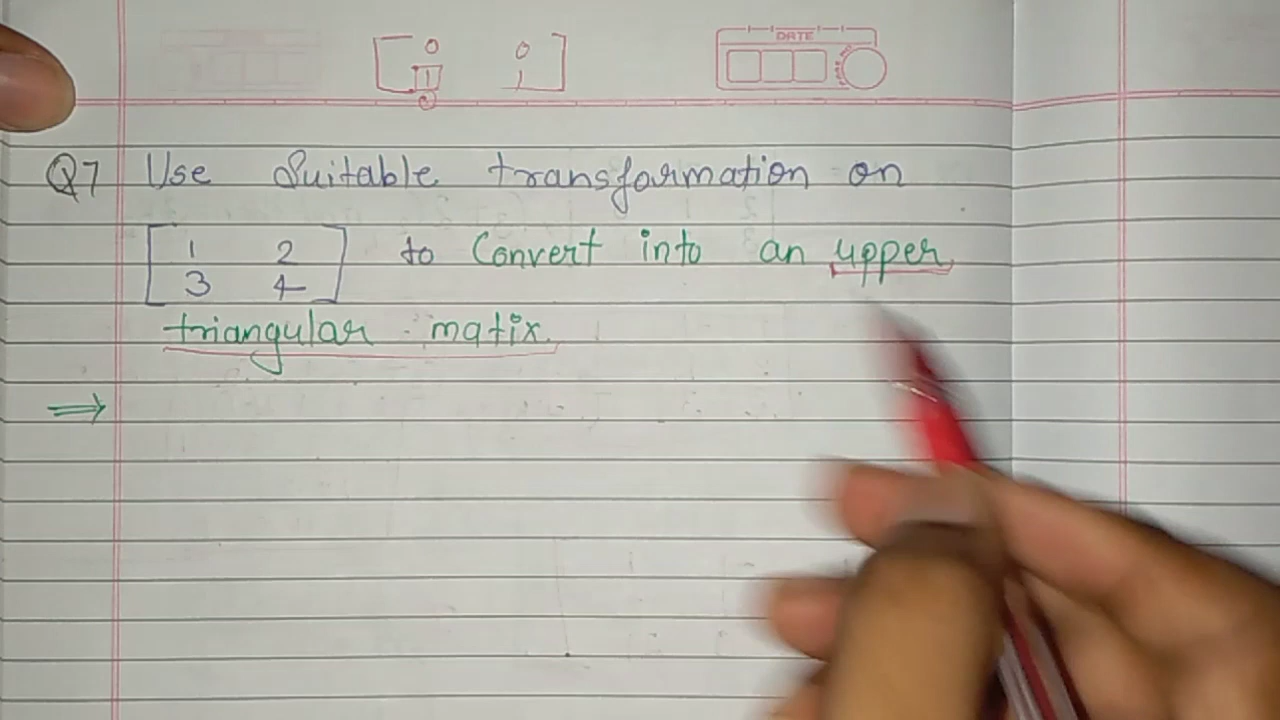 DATE
Q7 Use Suitable transformation on
[ 1 2 ] to Convert into an upper
[ 3 4 ]
triangular matix.
⇒